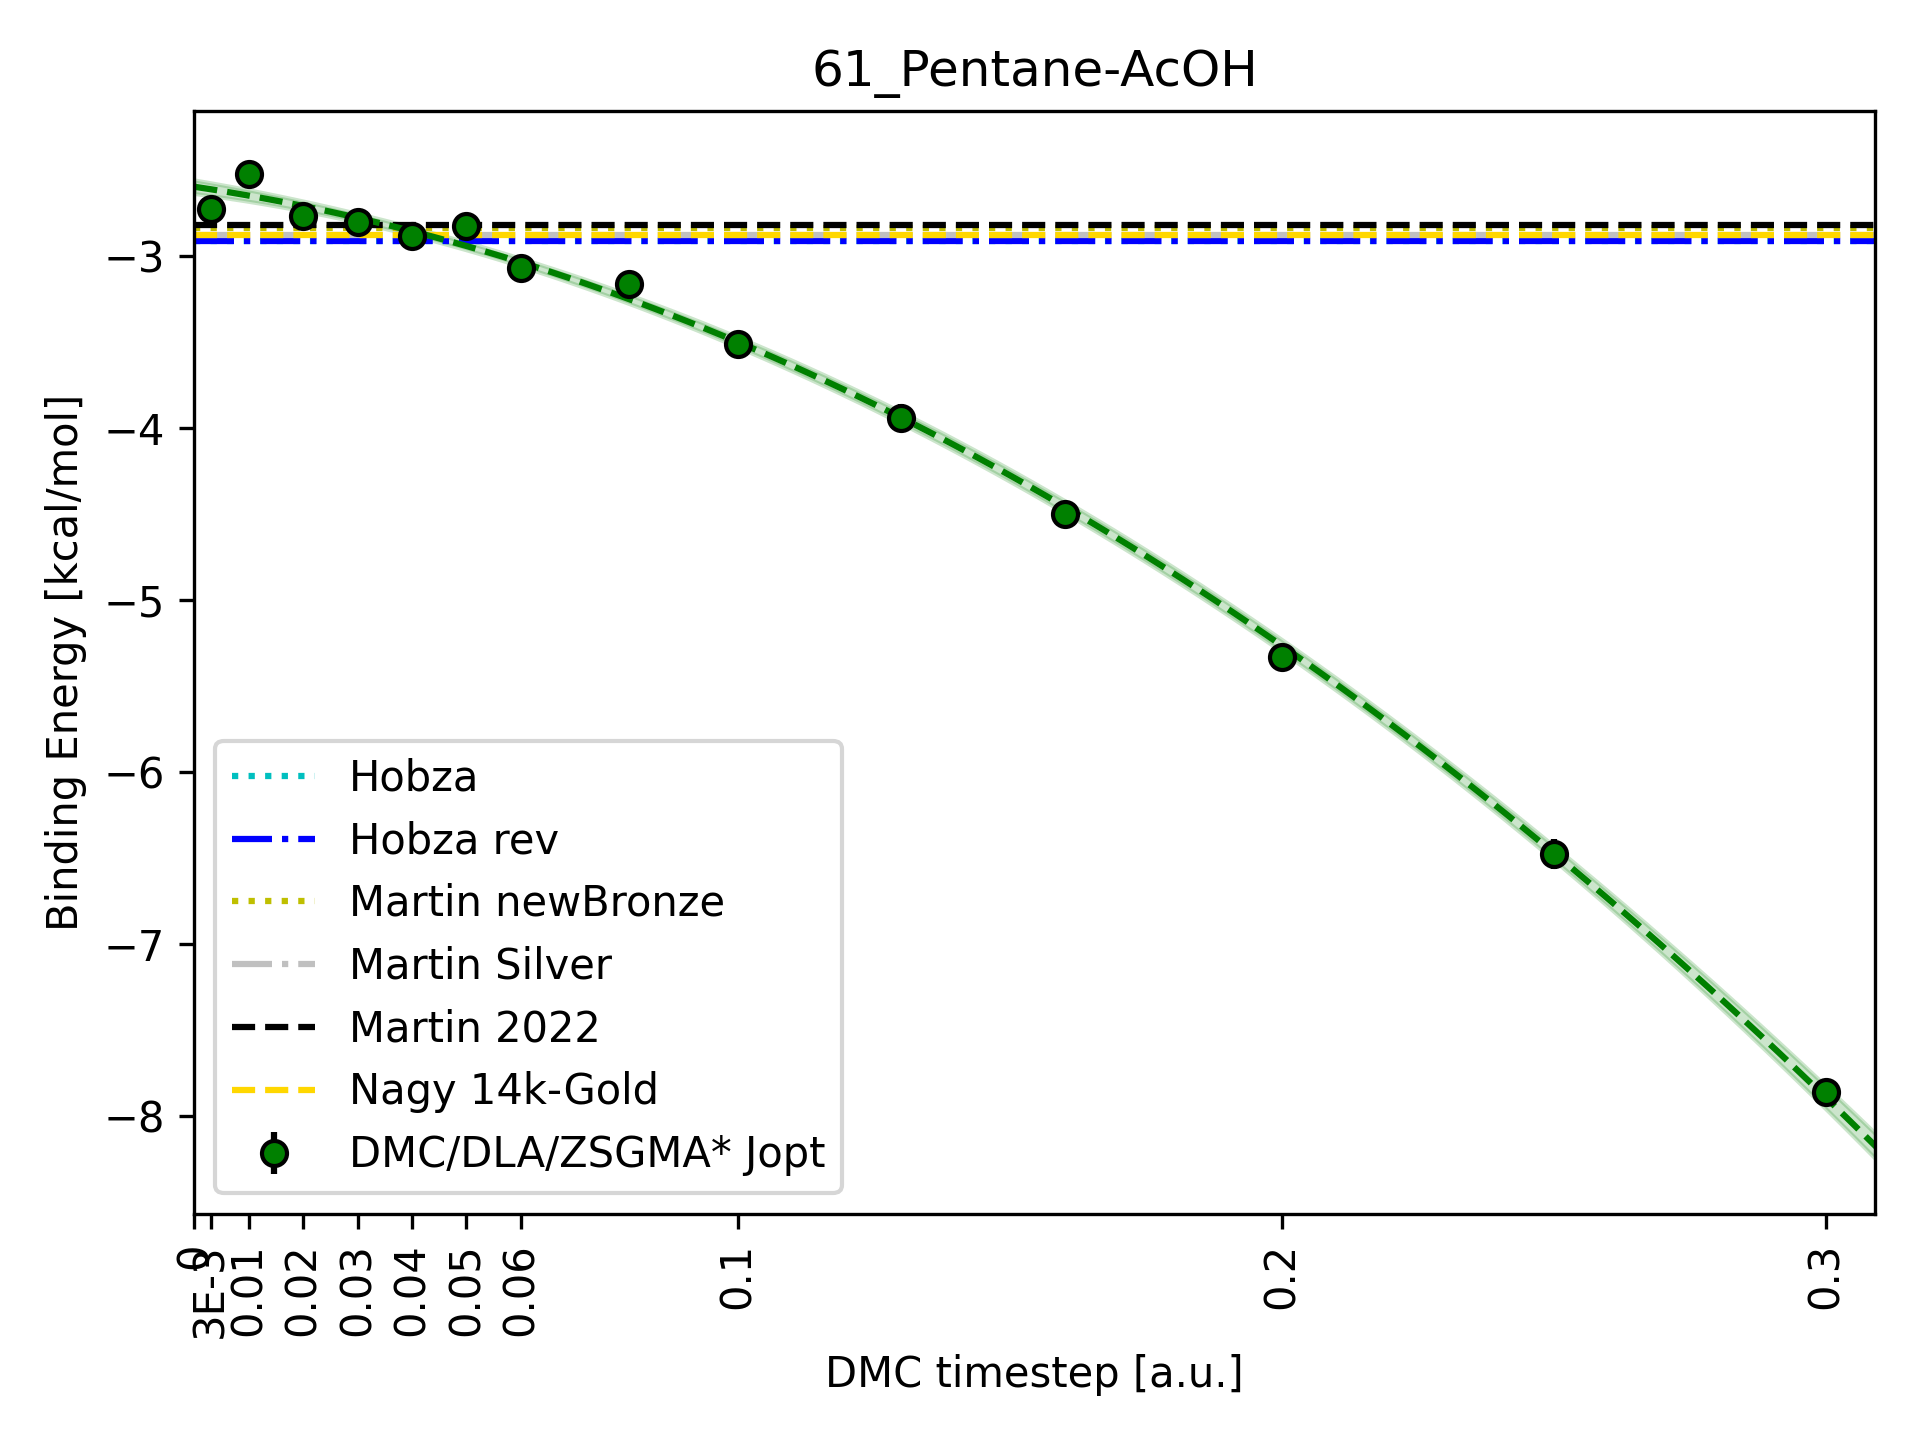 61_Pentane-AcOH
Binding Energy [kcal/mol]
−3
−4
−5
−6
−7
−8
Hobza
Hobza rev
Martin newBronze
Martin Silver
Martin 2022
Nagy 14k-Gold
DMC/DLA/ZSGMA* Jopt
0
3E-3
0.01
0.02
0.03
0.04
0.05
0.06
0.1
0.2
0.3
DMC timestep [a.u.]